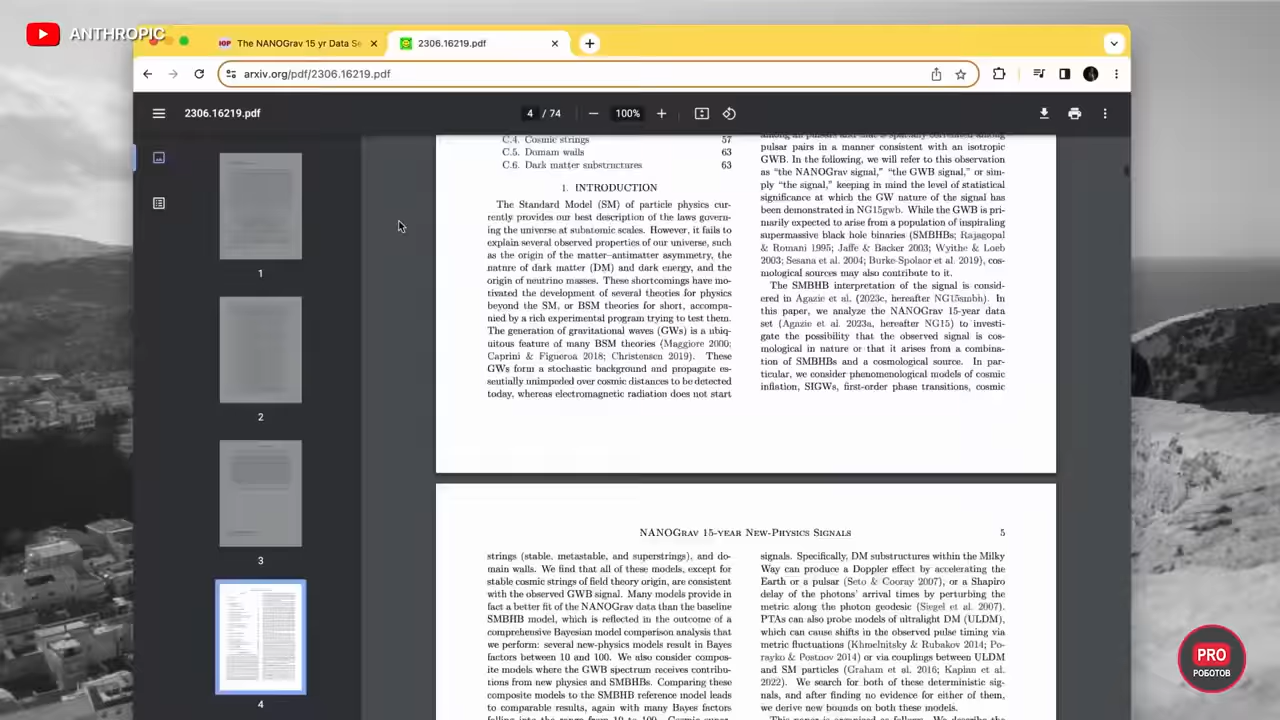 ANTHROPIC
The NANOGrav 15 yr Data Se
2306.16219.pdf
arxiv.org/pdf/2306.16219.pdf
2306.16219.pdf
4 / 74
100%
1
2
3
4
C.4. Cosmic strings 57
C.5. Domain walls 63
C.6. Dark matter substructures 63
1. INTRODUCTION
The Standard Model (SM) of particle physics cur-
rently provides our best description of the laws govern-
ing the universe at subatomic scales. However, it fails to
explain several observed properties of our universe, such
as the origin of the matter–antimatter asymmetry, the
nature of dark matter (DM) and dark energy, and the
origin of neutrino masses. These shortcomings have mo-
tivated the development of several theories for physics
beyond the SM, or BSM theories for short, accompa-
nied by a rich experimental program trying to test them.
The generation of gravitational waves (GWs) is a ubiq-
uitous feature of many BSM theories (Maggiore 2000;
Caprini & Figueroa 2018; Christensen 2019). These
GWs form a stochastic background and propagate es-
sentially unimpeded over cosmic distances to be detected
today, whereas electromagnetic radiation does not start
pulsar pairs in a manner consistent with an isotropic
GWB. In the following, we will refer to this observation
as “the NANOGrav signal,” “the GWB signal,” or sim-
ply “the signal,” keeping in mind the level of statistical
significance at which the GW nature of the signal has
been demonstrated in NG15gwb. While the GWB is pri-
marily expected to arise from a population of inspiraling
supermassive black hole binaries (SMBHBs; Rajagopal
& Romani 1995; Jaffe & Backer 2003; Wyithe & Loeb
2003; Sesana et al. 2004; Burke-Spolaor et al. 2019), cos-
mological sources may also contribute to it.
The SMBHB interpretation of the signal is consid-
ered in Agazie et al. (2023c, hereafter NG15smbh). In
this paper, we analyze the NANOGrav 15-year data
set (Agazie et al. 2023a, hereafter NG15) to investi-
gate the possibility that the observed signal is cos-
mological in nature or that it arises from a combina-
tion of SMBHBs and a cosmological source. In par-
ticular, we consider phenomenological models of cosmic
inflation, SIGWs, first-order phase transitions, cosmic
NANOGrav 15-year New-Physics Signals 5
strings (stable, metastable, and superstrings), and do-
main walls. We find that all of these models, except for
stable cosmic strings of field theory origin, are consistent
with the observed GWB signal. Many models provide in
fact a better fit of the NANOGrav data than the baseline
SMBHB model, which is reflected in the outcome of a
comprehensive Bayesian model comparison analysis that
we perform: several new-physics models result in Bayes
factors between 10 and 100. We also consider compos-
ite models where the GWB spectrum receives contribu-
tions from new physics and SMBHBs. Comparing these
composite models to the SMBHB reference model leads
to comparable results, again with many Bayes factors
signals. Specifically, DM substructures within the Milky
Way can produce a Doppler effect by accelerating the
Earth or a pulsar (Seto & Cooray 2007), or a Shapiro
delay of the photons’ arrival times by perturbing the
metric along the photon geodesic (Siegel et al. 2007).
PTAs can also probe models of ultralight DM (ULDM),
which can cause shifts in the observed pulse timing via
metric fluctuations (Khmelnitsky & Rubakov 2014; Po-
rayko & Postnov 2014) or via couplings between ULDM
and SM particles (Graham et al. 2016; Kaplan et al.
2022). We search for both of these deterministic sig-
nals, and after finding no evidence for either of them,
we derive new bounds on both these models.
PRO
РОБОТОВ